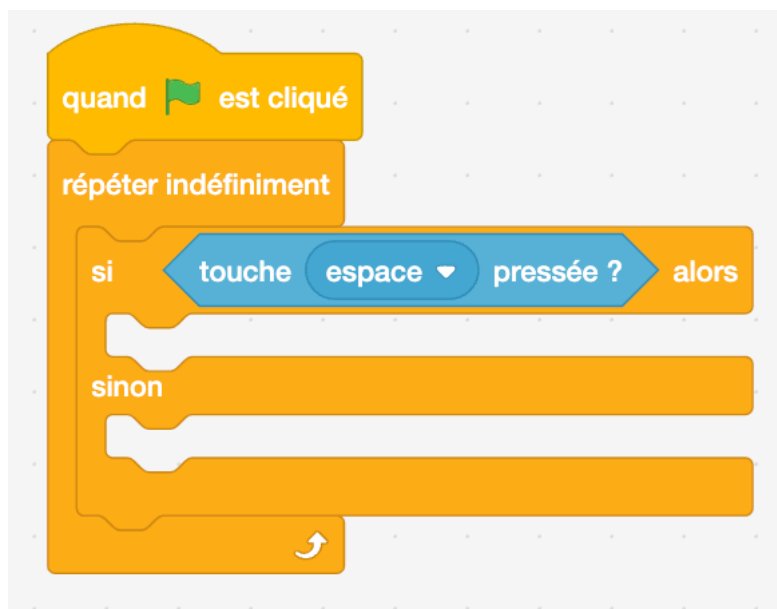 quand est cliqué
répéter indéfiniment
si touche espace pressée ? alors
sinon